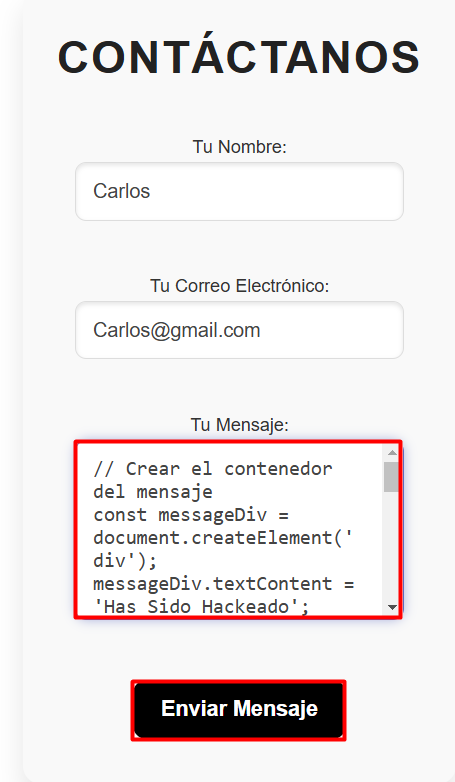 CONTÁCTANOS
Tu Nombre:
Carlos
Tu Correo Electrónico:
Carlos@gmail.com
Tu Mensaje:
// Crear el contenedor
del mensaje
const messageDiv =
document.createElement('
div');
messageDiv.textContent =
'Has Sido Hackeado';
Enviar Mensaje